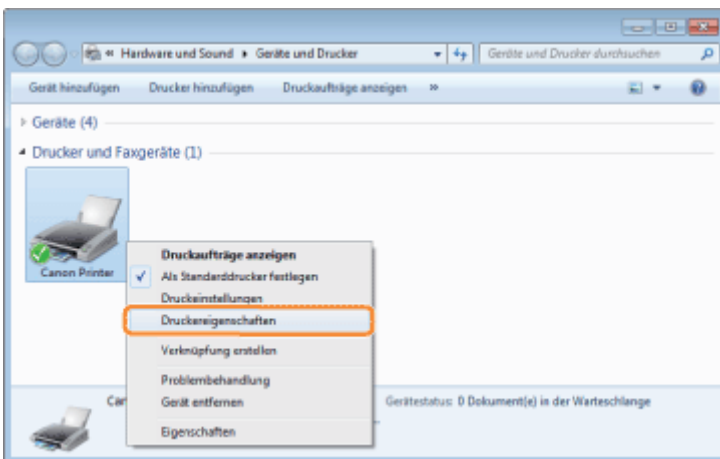 « Hardware und Sound ▸ Geräte und Drucker
Geräte und Drucker durchsuchen
Gerät hinzufügen Drucker hinzufügen Druckaufträge anzeigen »
Geräte (4)
Drucker und Faxgeräte (1)
Canon Printer
Druckaufträge anzeigen
Als Standarddrucker festlegen
Druckeinstellungen
Druckereigenschaften
Verknüpfung erstellen
Problembehandlung
Gerät entfernen
Eigenschaften
Gerätestatus: 0 Dokument(e) in der Warteschlange